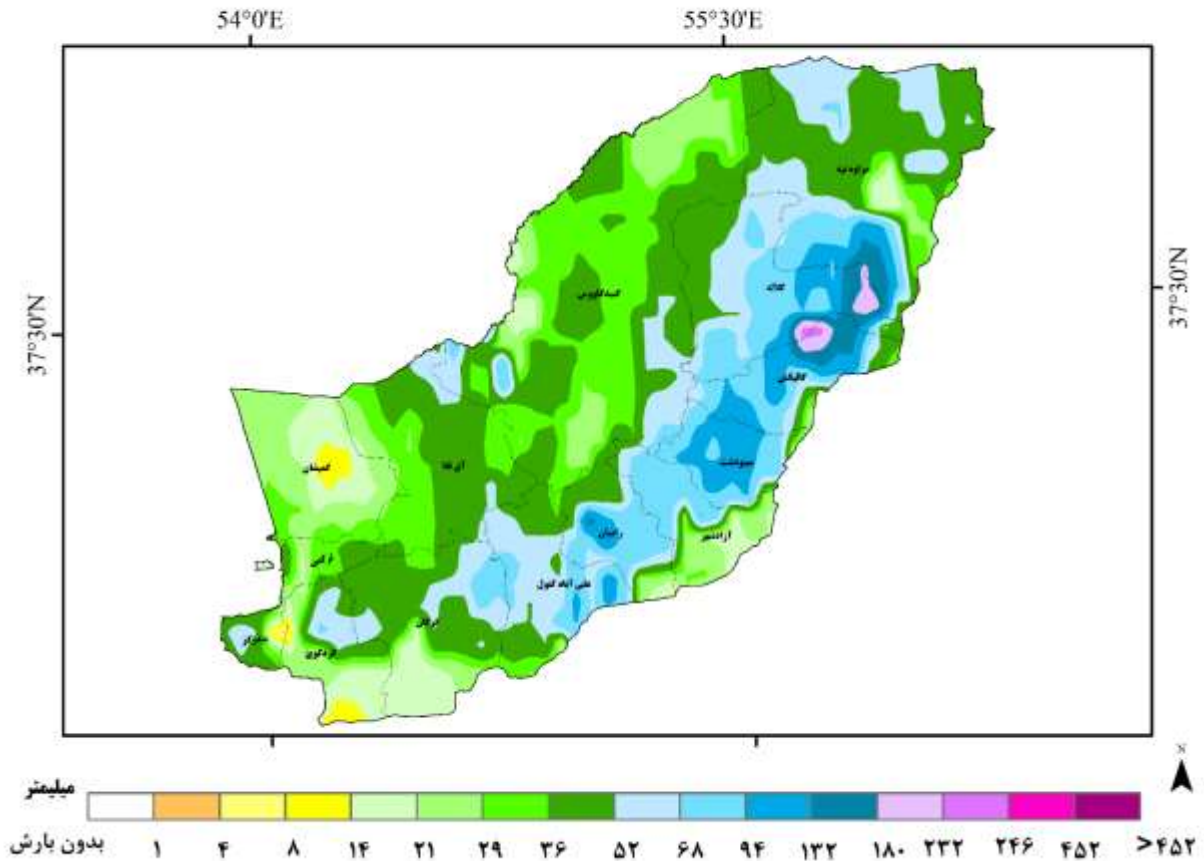 54°0'E 55°30'E
مراوه تپه
37°30'N
کلاله
گنبدکاووس
37°30'N
گالیکش
گمیشان
آق قلا
مینودشت
رامیان
آزادشهر
ترکمن
علی آباد کتول
گرگان
بندرگز
کردکوی
N
میلیمتر
بدون بارش ۱ ۴ ۸ ۱۴ ۲۱ ۲۹ ۳۶ ۵۲ ۶۸ ۹۴ ۱۳۲ ۱۸۰ ۲۳۲ ۲۴۶ ۴۵۲ >۴۵۲